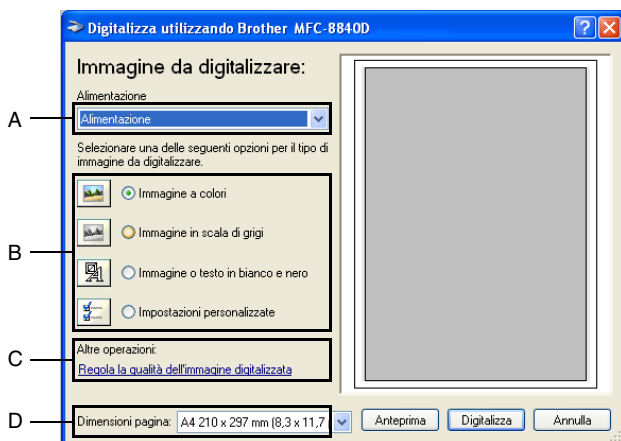 Digitalizza utilizzando Brother MFC-8840D
Immagine da digitalizzare:
Alimentazione
A
Alimentazione
Selezionare una delle seguenti opzioni per il tipo di
immagine da digitalizzare.
B
Immagine a colori
Immagine in scala di grigi
Immagine o testo in bianco e nero
Impostazioni personalizzate
C
Altre operazioni:
Regola la qualità dell'immagine digitalizzata
D
Dimensioni pagina: A4 210 x 297 mm (8,3 x 11,7
Anteprima Digitalizza Annulla